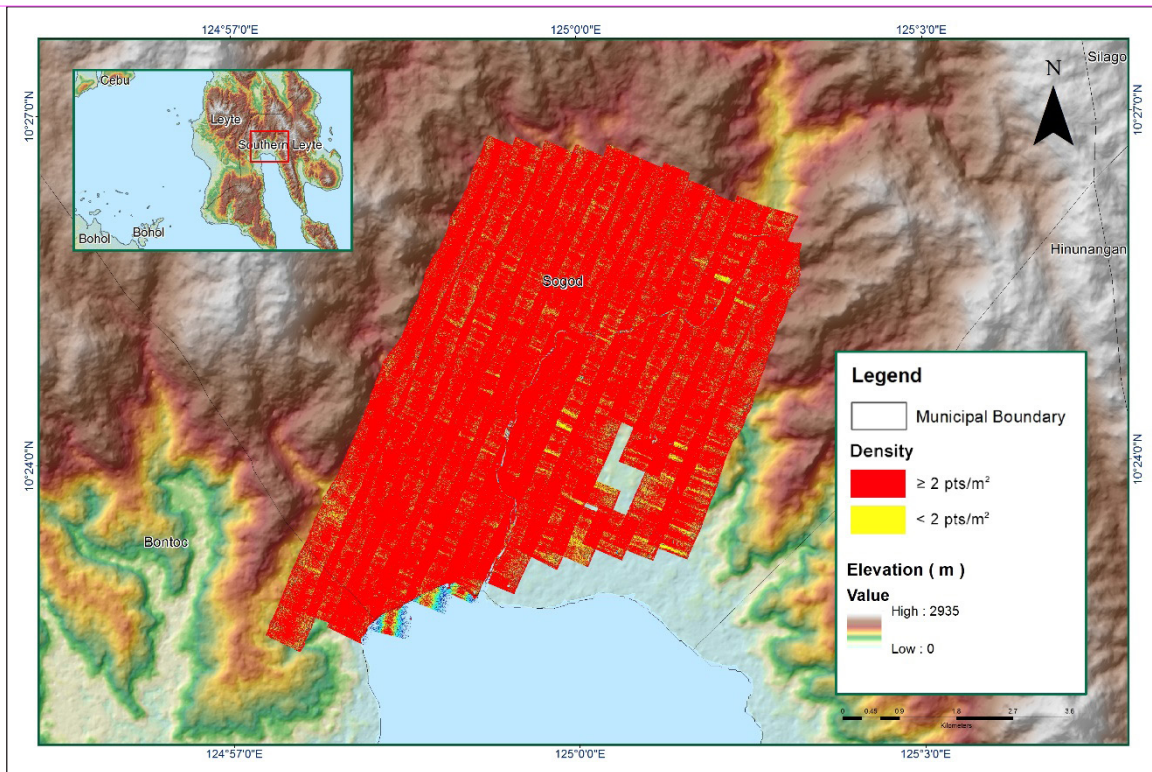 124°57'0"E
125°0'0"E
125°3'0"E
Silago
Cebu
N
10°27'0"N
10°27'0"N
Leyte
Southern Leyte
Bohol
Bohol
Hinunangan
Sogod
Legend
Municipal Boundary
Density
≥ 2 pts/m²
< 2 pts/m²
10°24'0"N
10°24'0"N
Bontoc
Elevation ( m )
Value
High : 2935
Low : 0
0 0.45 0.9 1.8 2.7 3.6
Kilometers
124°57'0"E
125°0'0"E
125°3'0"E